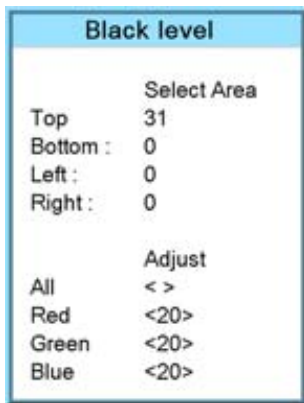 Black level
Select Area
Top 31
Bottom : 0
Left : 0
Right : 0
Adjust
All < >
Red <20>
Green <20>
Blue <20>